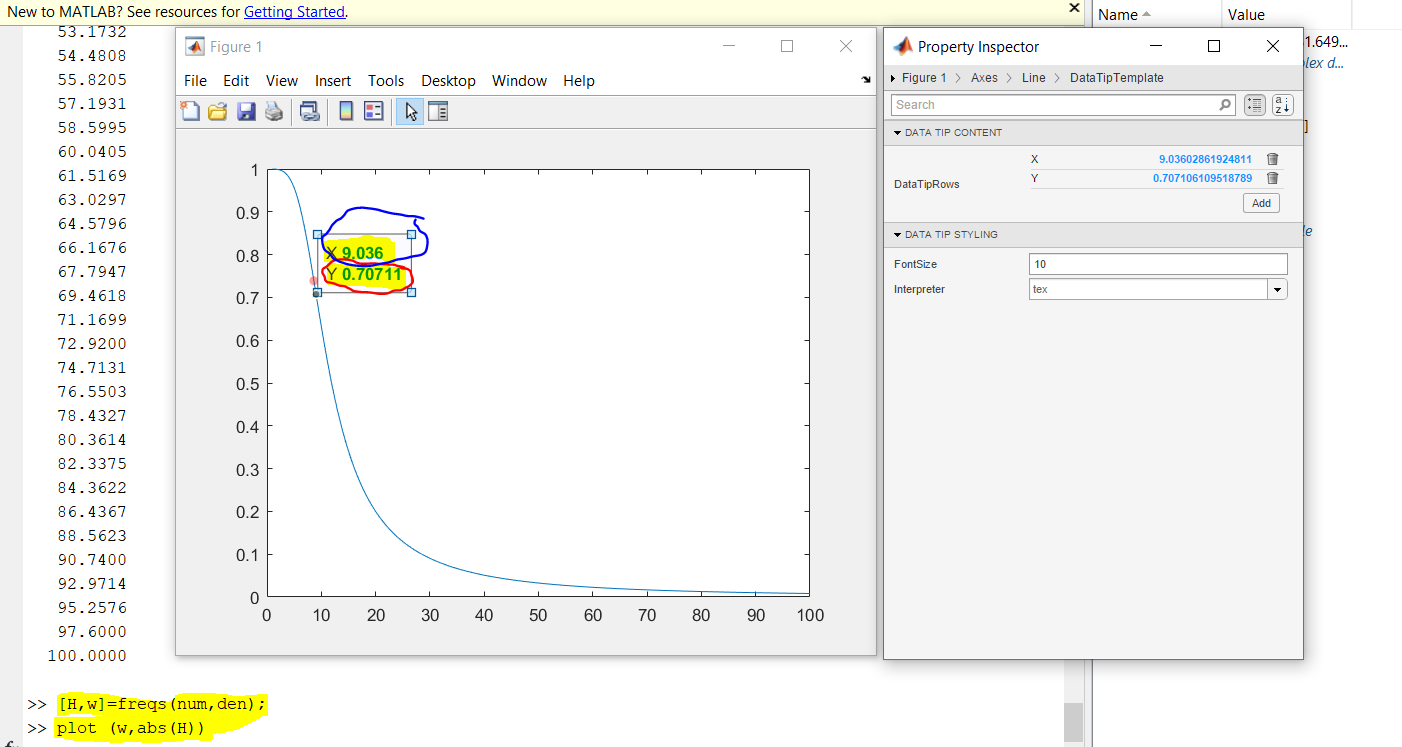 New to MATLAB? See resources for Getting Started.
Name Value
53.1732
54.4808
55.8205
57.1931
58.5995
60.0405
61.5169
63.0297
64.5796
66.1676
67.7947
69.4618
71.1699
72.9200
74.7131
76.5503
78.4327
80.3614
82.3375
84.3622
86.4367
88.5623
90.7400
92.9714
95.2576
97.6000
100.0000
>> [H,w]=freqs(num,den);
>> plot (w,abs(H))
Figure 1
File Edit View Insert Tools Desktop Window Help
1
0.9
0.8
0.7
0.6
0.5
0.4
0.3
0.2
0.1
0
0 10 20 30 40 50 60 70 80 90 100
X 9.036
Y 0.70711
Property Inspector
Figure 1 > Axes > Line > DataTipTemplate
Search
DATA TIP CONTENT
DataTipRows
X 9.03602861924811
Y 0.707106109518789
Add
DATA TIP STYLING
FontSize 10
Interpreter tex
1.649...
lex d...
]
le